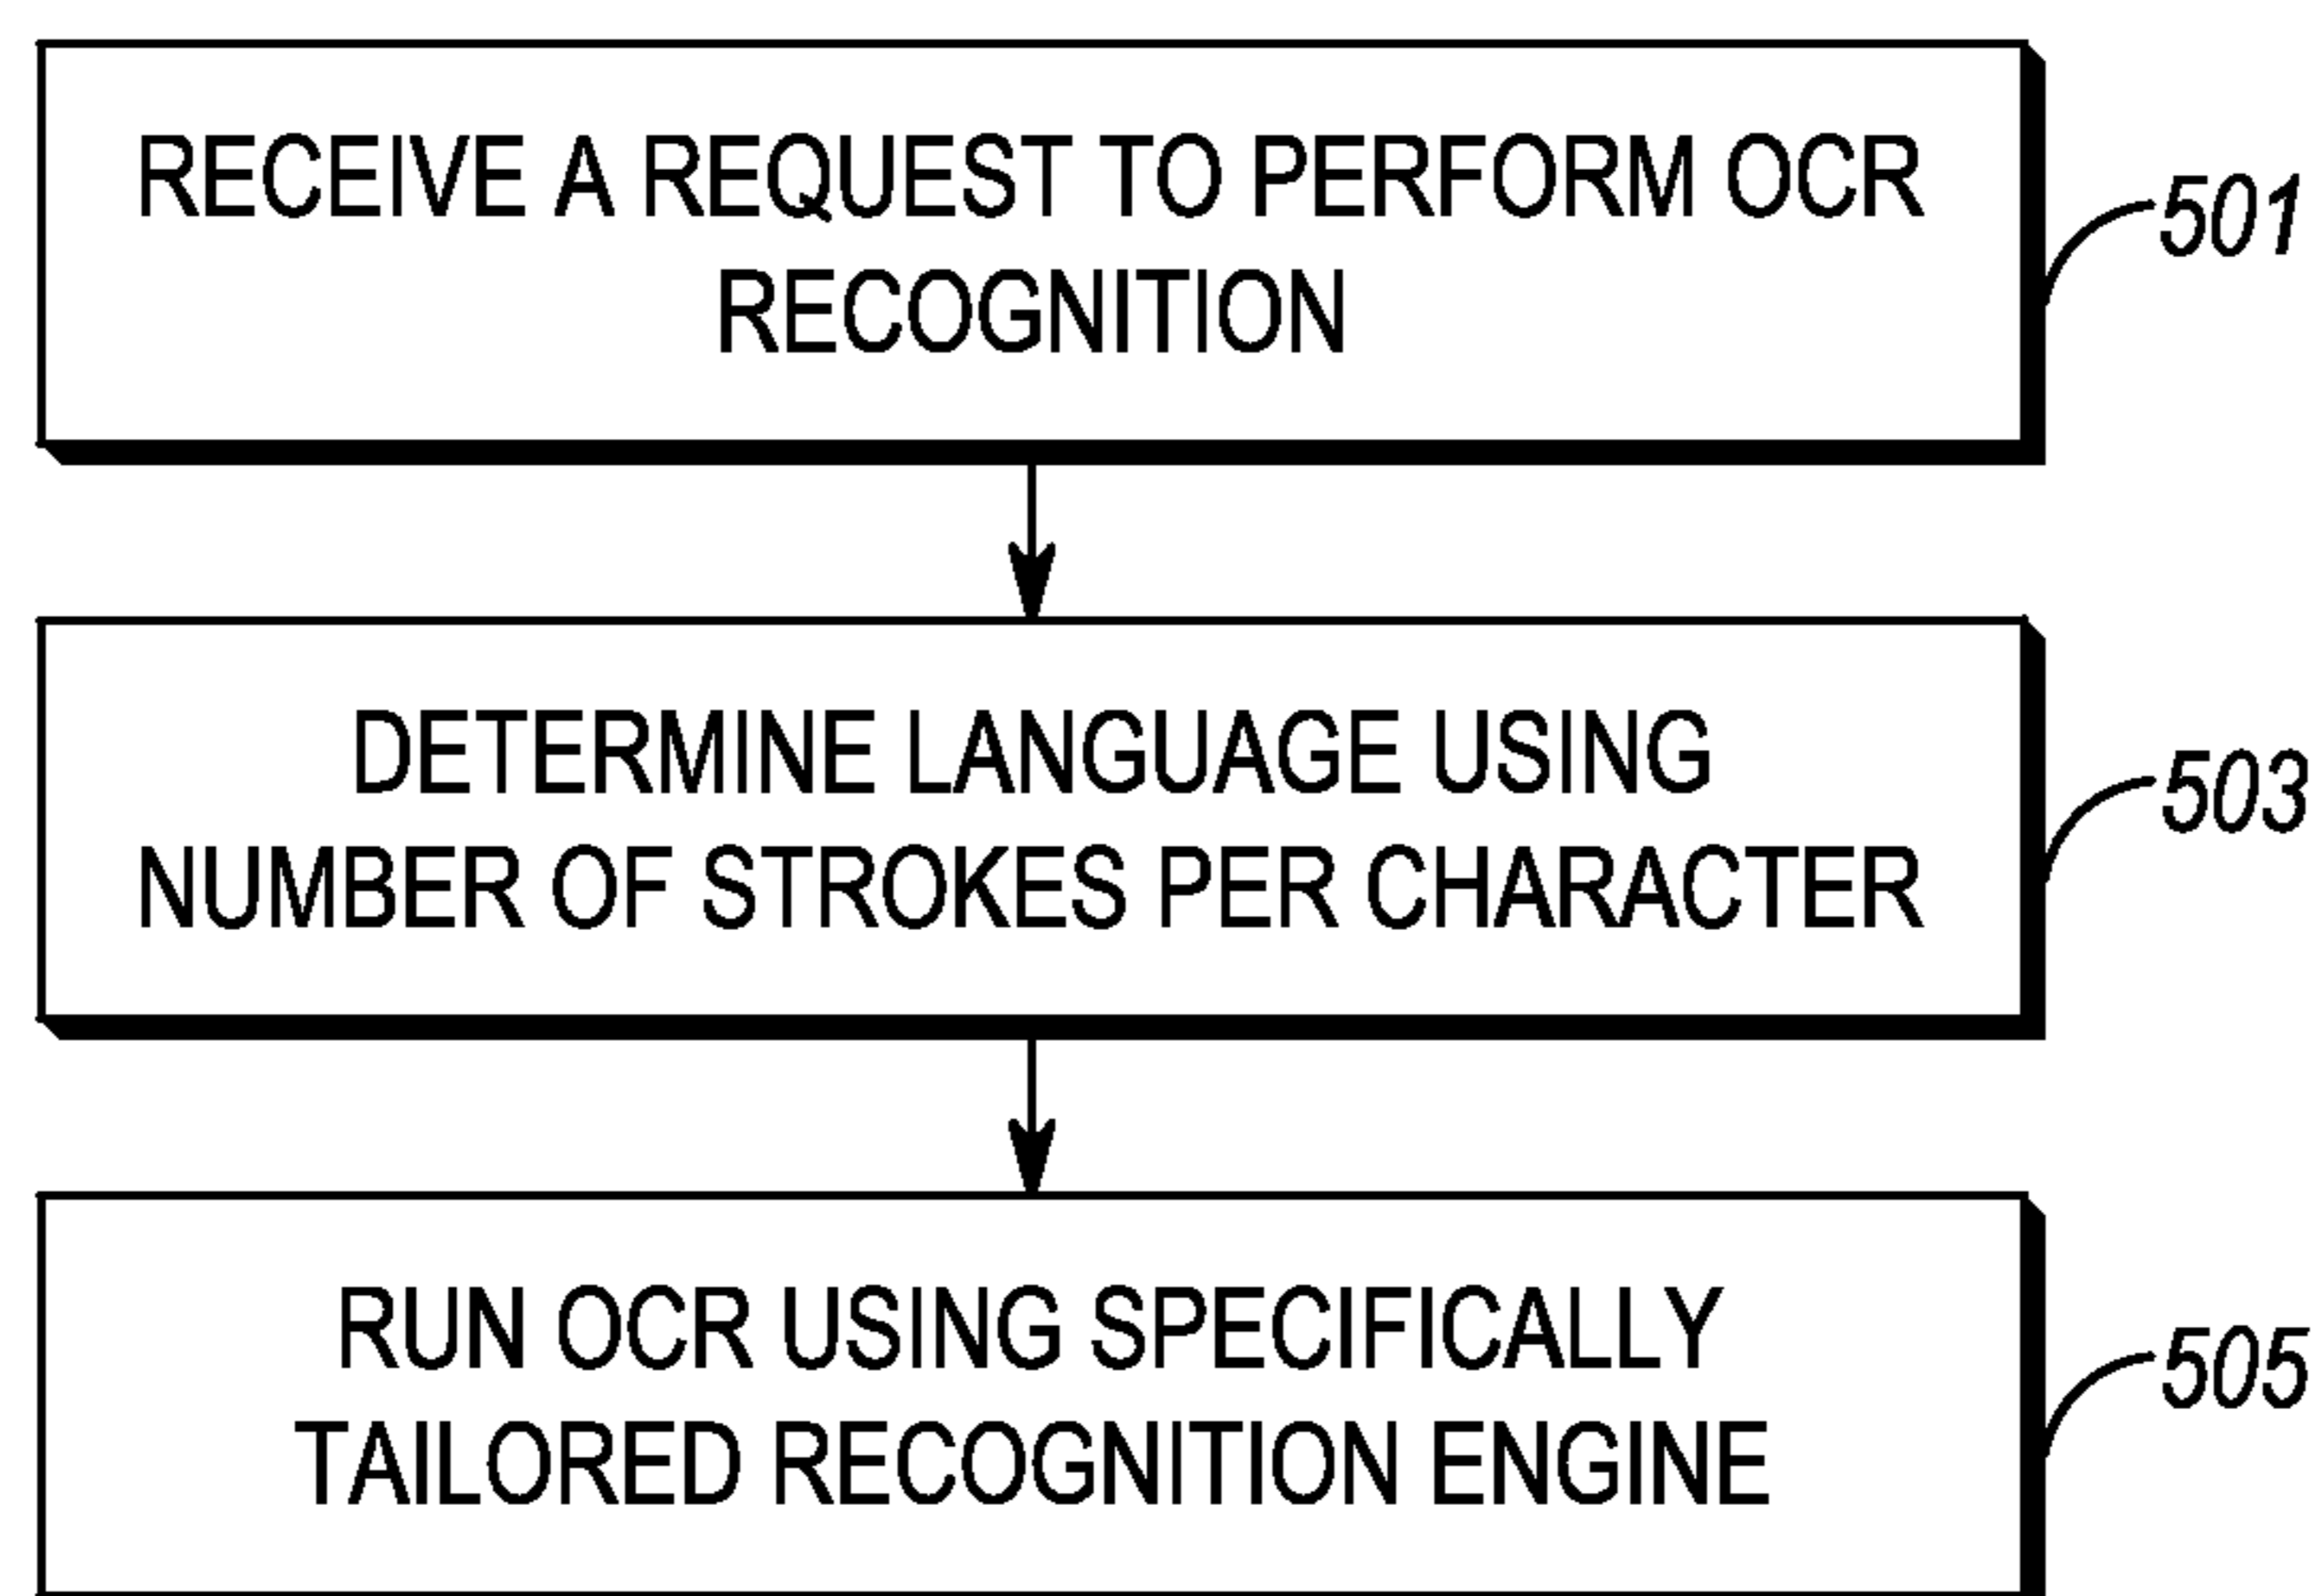 RECEIVE A REQUEST TO PERFORM OCR
RECOGNITION
501
DETERMINE LANGUAGE USING
NUMBER OF STROKES PER CHARACTER
503
RUN OCR USING SPECIFICALLY
TAILORED RECOGNITION ENGINE
505